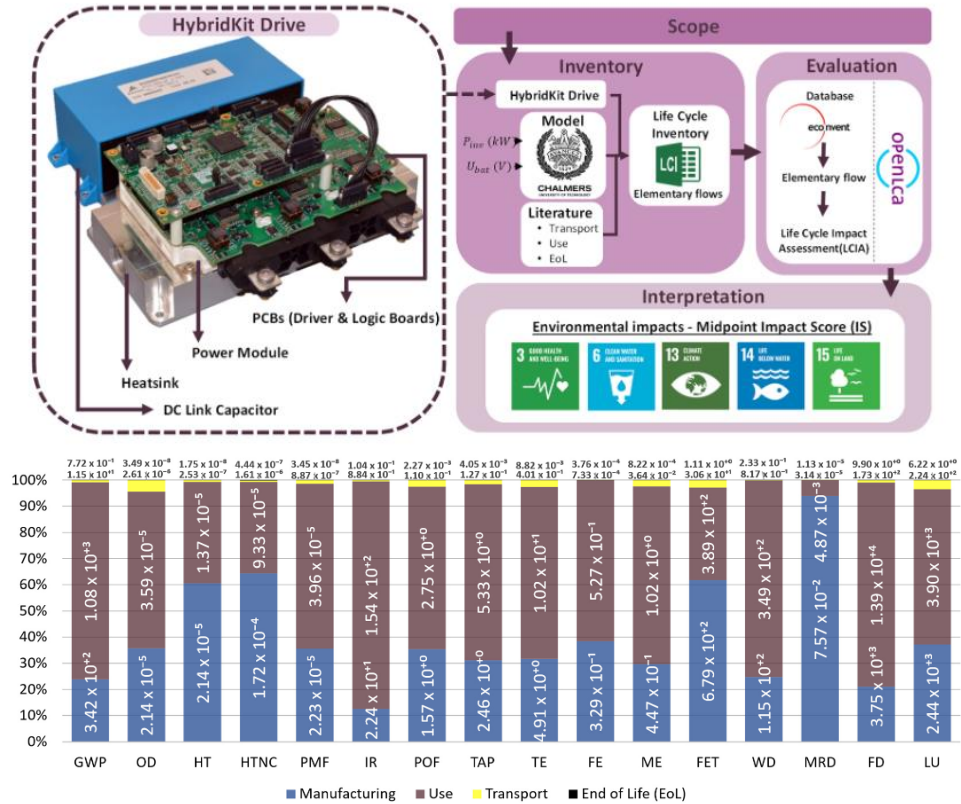 HybridKit Drive
PCBs (Driver & Logic Boards)
Power Module
Heatsink
DC Link Capacitor
Scope
Inventory
HybridKit Drive
Model
P_inv (kW
U_bat (V)
CHALMERS
Literature
• Transport
• Use
• EoL
Life Cycle
Inventory
LCI
Elementary flows
Evaluation
Database
ecoinvent
Elementary flow
Life Cycle Impact
Assessment(LCIA)
openLCA
Interpretation
Environmental impacts - Midpoint Impact Score (IS)
3 GOOD HEALTH
AND WELL-BEING
6 CLEAN WATER
AND SANITATION
13 CLIMATE
ACTION
14 LIFE
BELOW WATER
15 LIFE
ON LAND
7.72 x 10⁻¹ 3.49 x 10⁻⁸ 1.75 x 10⁻⁸ 4.44 x 10⁻⁷ 3.45 x 10⁻⁸ 1.04 x 10⁻¹ 2.27 x 10⁻³ 4.05 x 10⁻³ 8.82 x 10⁻³ 3.76 x 10⁻⁴ 8.22 x 10⁻⁴ 1.11 x 10⁺⁰ 2.33 x 10⁻¹ 1.13 x 10⁻⁵ 9.90 x 10⁺⁰ 6.22 x 10⁺⁰
1.15 x 10⁺¹ 2.61 x 10⁻⁶ 2.53 x 10⁻⁷ 1.61 x 10⁻⁶ 8.87 x 10⁻⁷ 8.84 x 10⁻¹ 1.10 x 10⁻¹ 1.27 x 10⁻¹ 4.01 x 10⁻¹ 7.33 x 10⁻⁴ 3.64 x 10⁻² 3.06 x 10⁺¹ 8.17 x 10⁻¹ 3.14 x 10⁻⁵ 1.73 x 10⁺² 2.24 x 10⁺²
100%
90%
80%
70%
60%
50%
40%
30%
20%
10%
0%
1.08 x 10⁺³ 3.59 x 10⁻⁵ 1.37 x 10⁻⁵ 9.33 x 10⁻⁵ 3.96 x 10⁻⁵ 1.54 x 10⁺² 2.75 x 10⁺⁰ 5.33 x 10⁺⁰ 1.02 x 10⁺¹ 5.27 x 10⁻¹ 1.02 x 10⁺⁰ 3.89 x 10⁺² 3.49 x 10⁺² 4.87 x 10⁻³ 1.39 x 10⁺⁴ 3.90 x 10⁺³
3.42 x 10⁺² 2.14 x 10⁻⁵ 2.14 x 10⁻⁵ 1.72 x 10⁻⁴ 2.23 x 10⁻⁵ 2.24 x 10⁺¹ 1.57 x 10⁺⁰ 2.46 x 10⁺⁰ 4.91 x 10⁺⁰ 3.29 x 10⁻¹ 4.47 x 10⁻¹ 6.79 x 10⁺² 1.15 x 10⁺² 7.57 x 10⁻² 3.75 x 10⁺³ 2.44 x 10⁺³
GWP OD HT HTNC PMF IR POF TAP TE FE ME FET WD MRD FD LU
Manufacturing Use Transport End of Life (EoL)